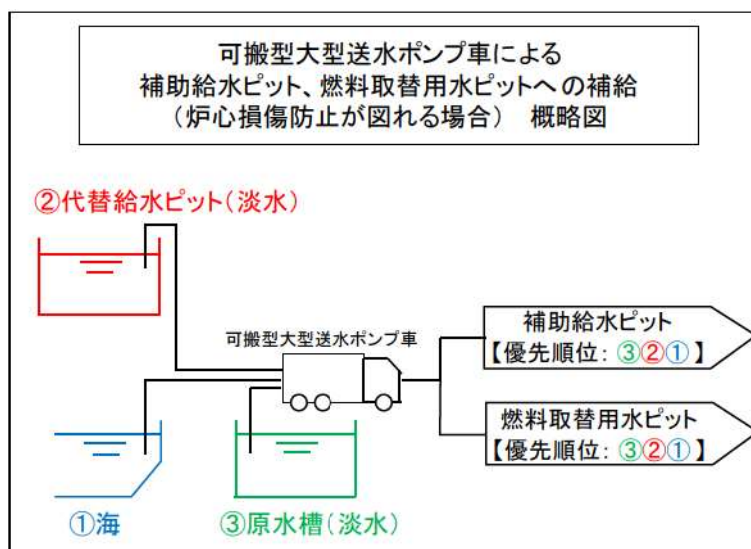 可搬型大型送水ポンプ車による
補助給水ピット、燃料取替用水ピットへの補給
（炉心損傷防止が図れる場合）　概略図
②代替給水ピット（淡水）
可搬型大型送水ポンプ車
補助給水ピット
【優先順位：③②①】
燃料取替用水ピット
【優先順位：③②①】
①海
③原水槽（淡水）